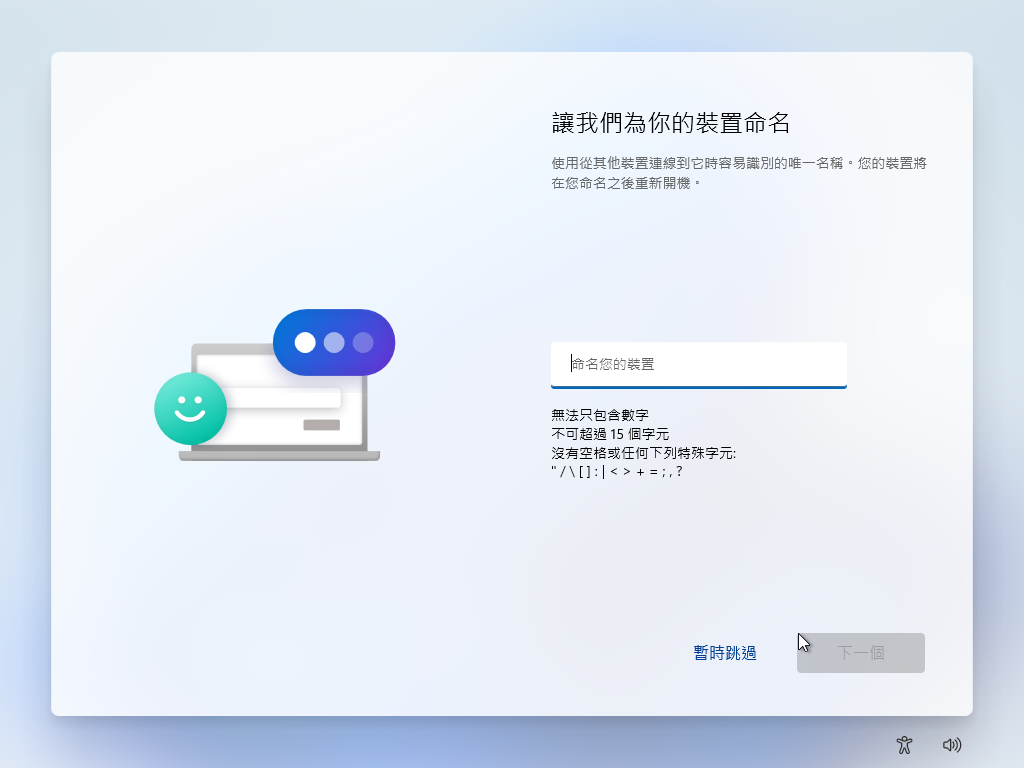 讓我們為你的裝置命名
使用從其他裝置連線到它時容易識別的唯一名稱。您的裝置將
在您命名之後重新開機。
命名您的裝置
無法只包含數字
不可超過 15 個字元
沒有空格或任何下列特殊字元:
" / \ [ ] : | < > + = ; , ?
暫時跳過
下一個